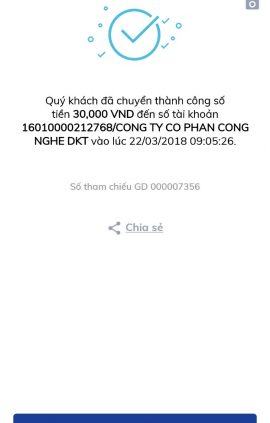 Quý khách đã chuyển thành công số
tiền 30,000 VND đến số tài khoản
16010000212768/CONG TY CO PHAN CONG
NGHE DKT vào lúc 22/03/2018 09:05:26.
Số tham chiếu GD 000007356
Chia sẻ